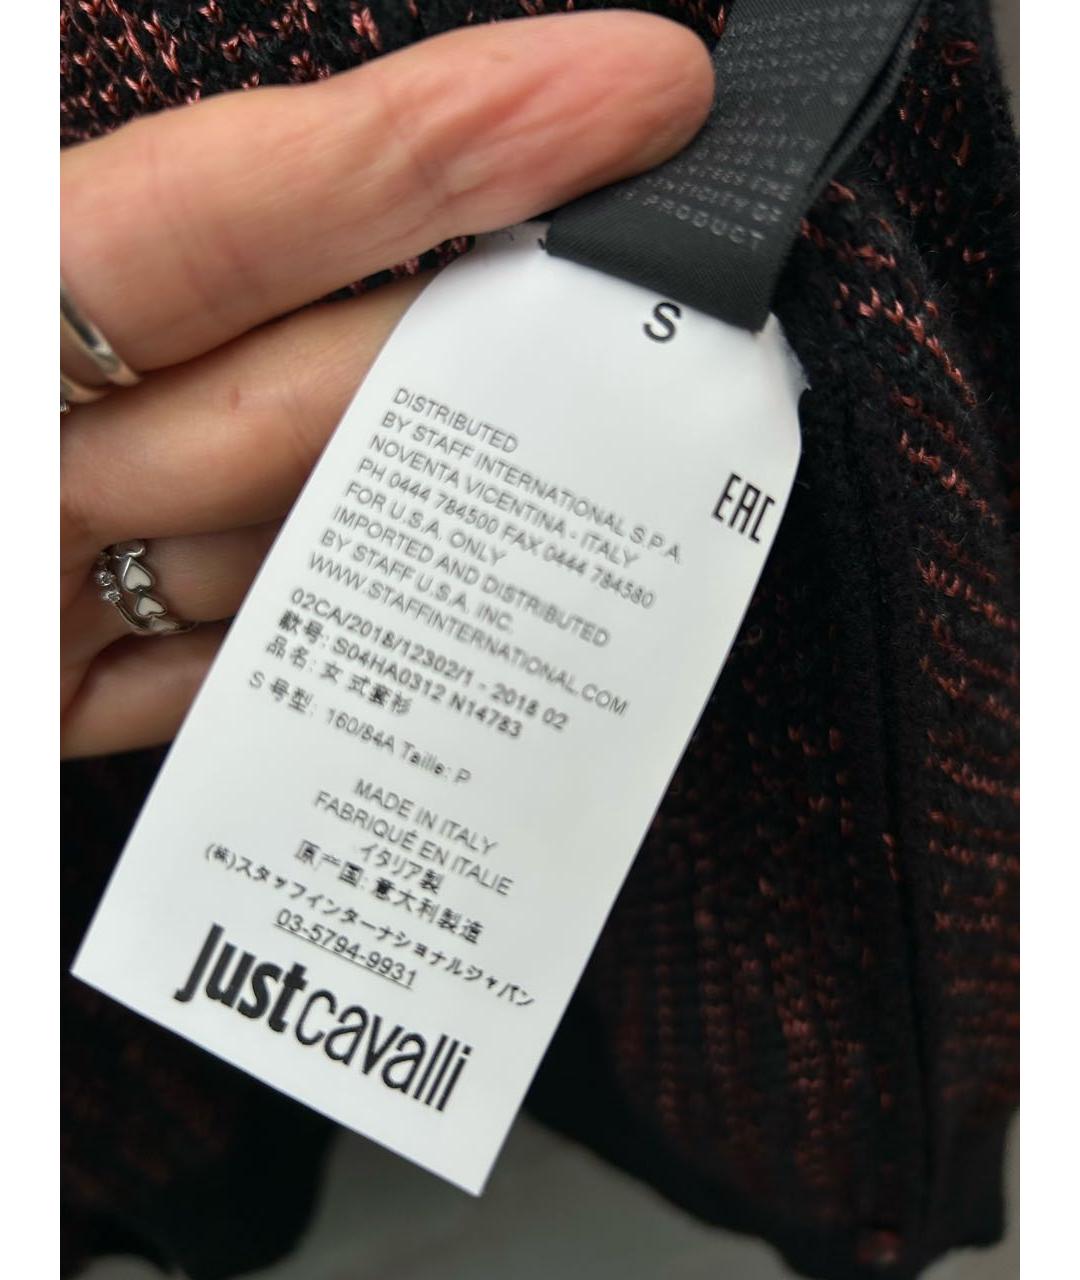 PRODUCT
S
EAC
DISTRIBUTED
BY STAFF INTERNATIONAL S.P.A.
NOVENTA VICENTINA - ITALY
PH 0444 784500 FAX 0444 784580
FOR U.S.A. ONLY
IMPORTED AND DISTRIBUTED
BY STAFF U.S.A. INC.
WWW.STAFFINTERNATIONAL.COM
02CA/2018/12302/1 - 2018 02
款号: S04HA0312 N14783
品名: 女 式
S 号型: 160/84A Taille: P
MADE IN ITALY
FABRIQUÉ EN ITALIE
イタリア製
原产国: 意大利製造
(株)スタッフインターナショナルジャパン
03-5794-9931
justcavalli